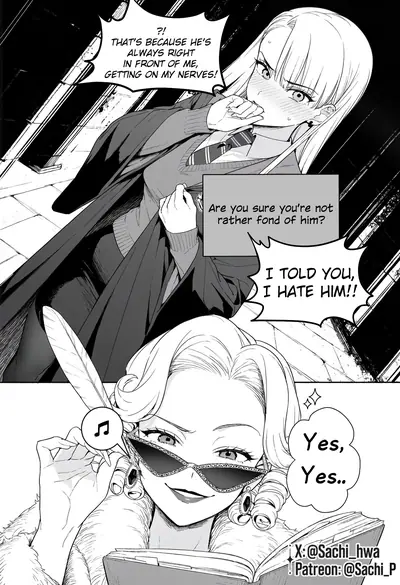 ?!
THAT'S BECAUSE HE'S
ALWAYS RIGHT
IN FRONT OF ME,
GETTING ON MY NERVES!
Are you sure you're not
rather fond of him?
I TOLD YOU,
I HATE HIM!!
♫
Yes,
Yes..
X:@Sachi_hwa
Patreon: @Sachi_P